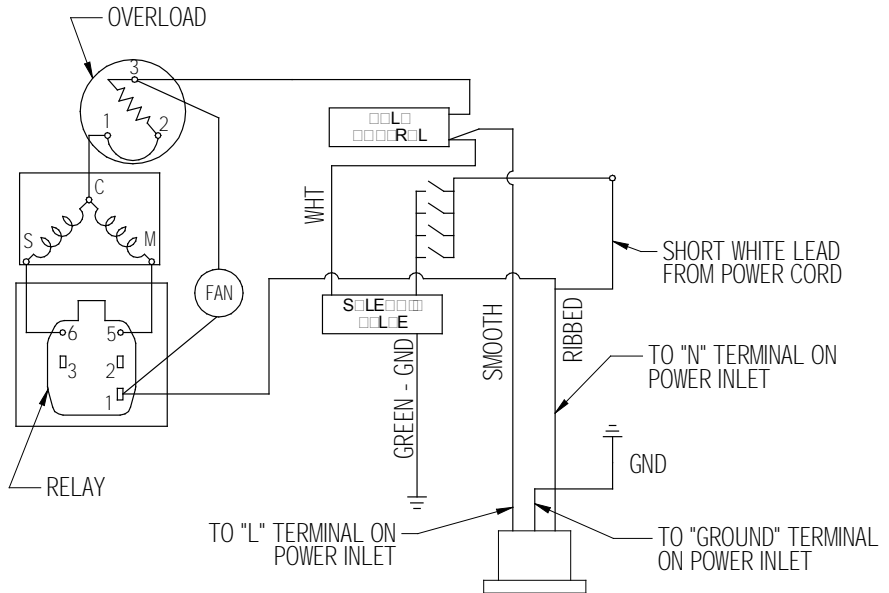 OVERLOAD
3
1
2
C
S
M
WHT
FAN
6
5
3
2
1
RELAY
GREEN - GND
SMOOTH
RIBBED
SHORT WHITE LEAD
FROM POWER CORD
TO "N" TERMINAL ON
POWER INLET
GND
TO "L" TERMINAL ON
POWER INLET
TO "GROUND" TERMINAL
ON POWER INLET